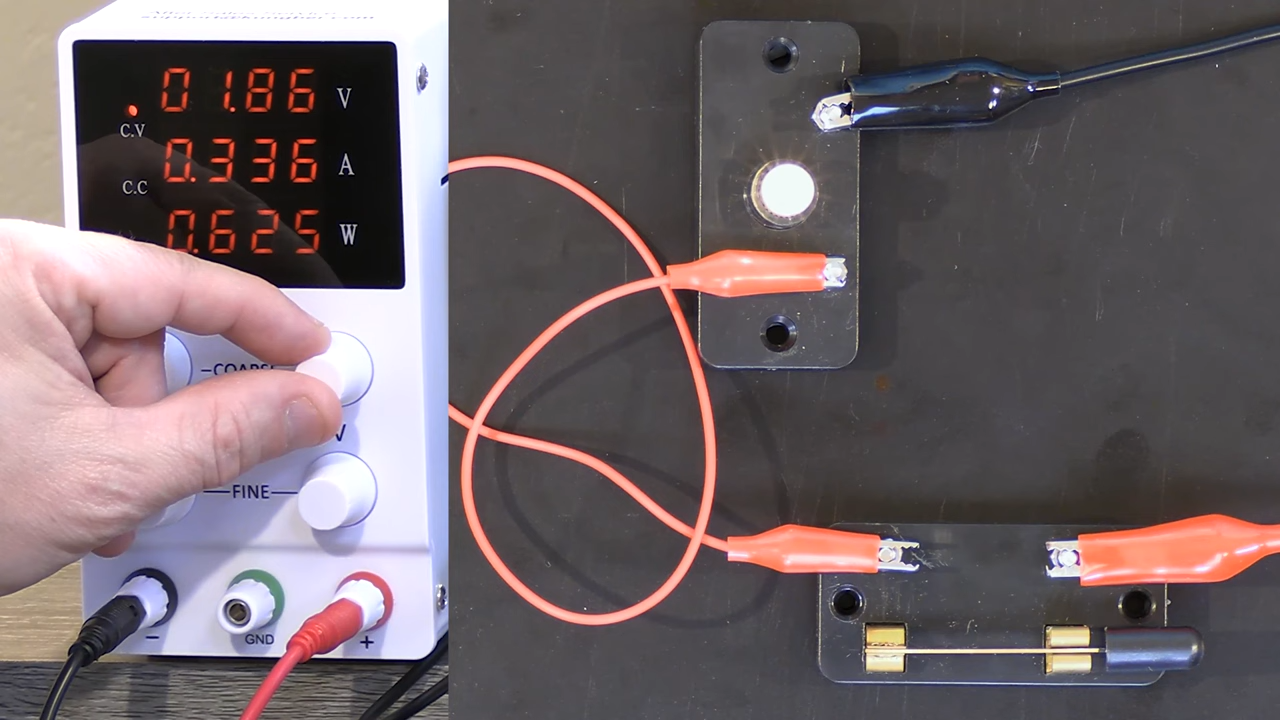 01.86 V
C.V
0.336 A
C.C
0.625 W
COARSE
V
FINE
−
GND
+